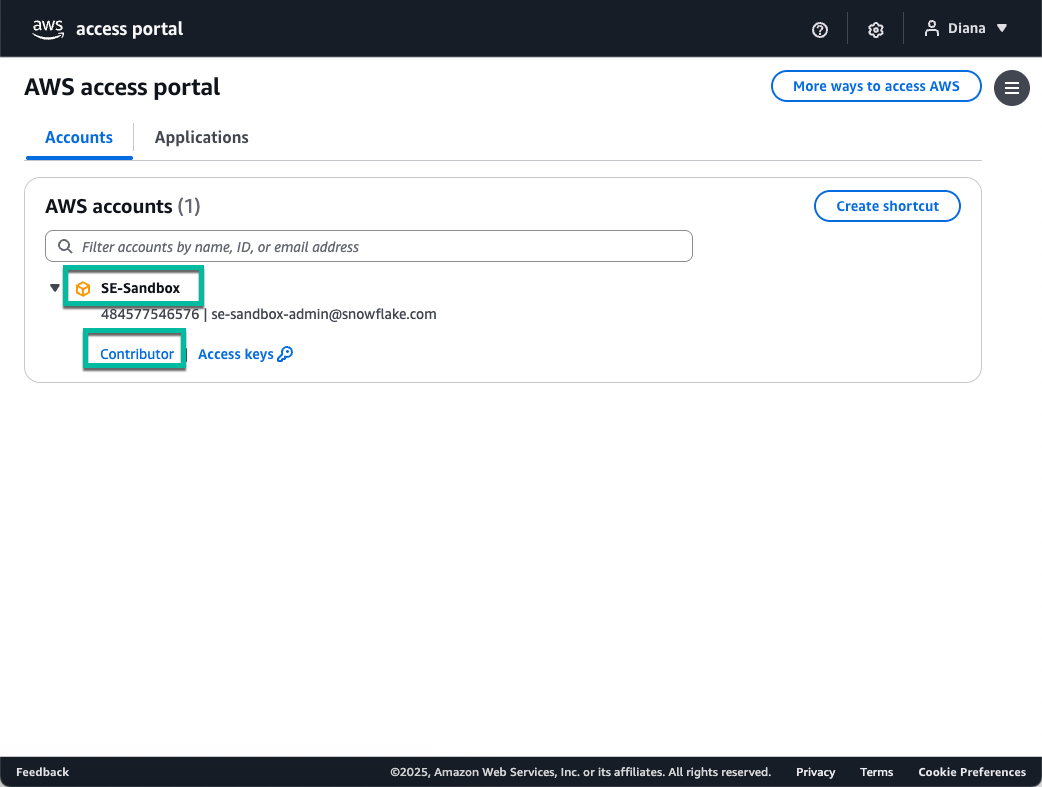 aws access portal Diana
AWS access portal More ways to access AWS
Accounts Applications
AWS accounts (1) Create shortcut
Filter accounts by name, ID, or email address
SE-Sandbox
484577546576 | se-sandbox-admin@snowflake.com
Contributor | Access keys
Feedback ©2025, Amazon Web Services, Inc. or its affiliates. All rights reserved. Privacy Terms Cookie Preferences